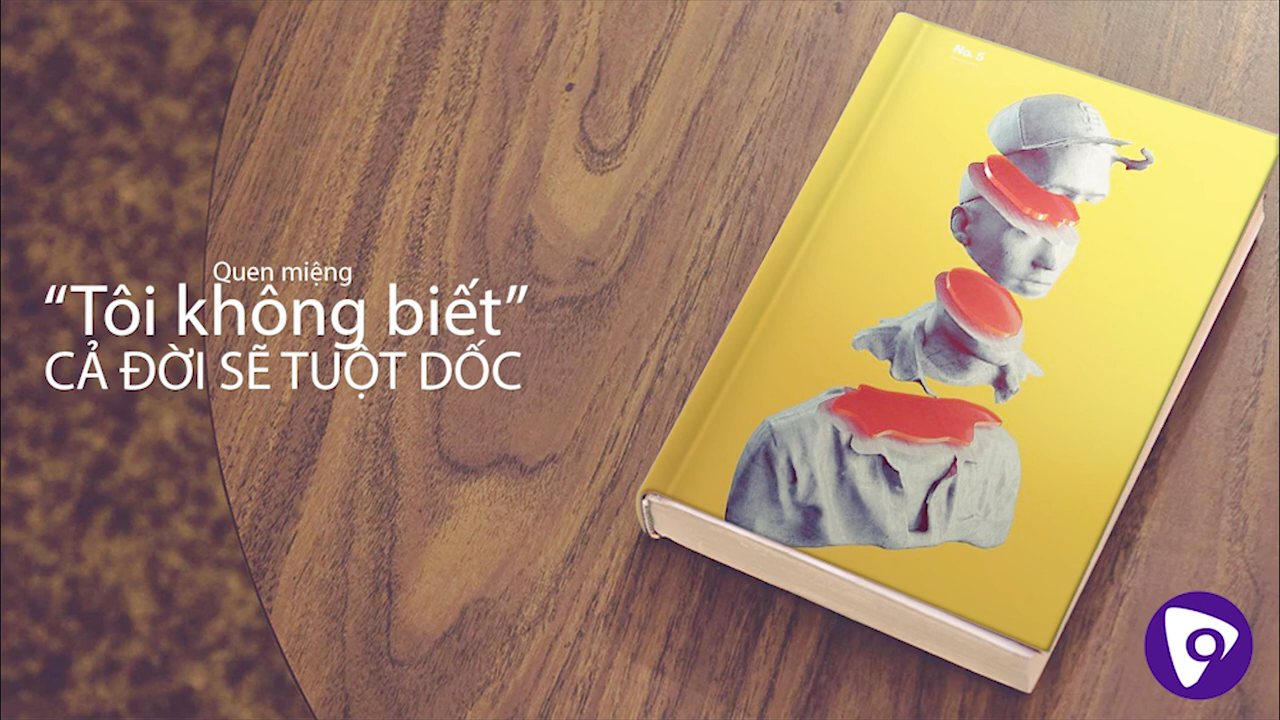 Quen miệng
“Tôi không biết”
CẢ ĐỜI SẼ TUỘT DỐC
No. 5